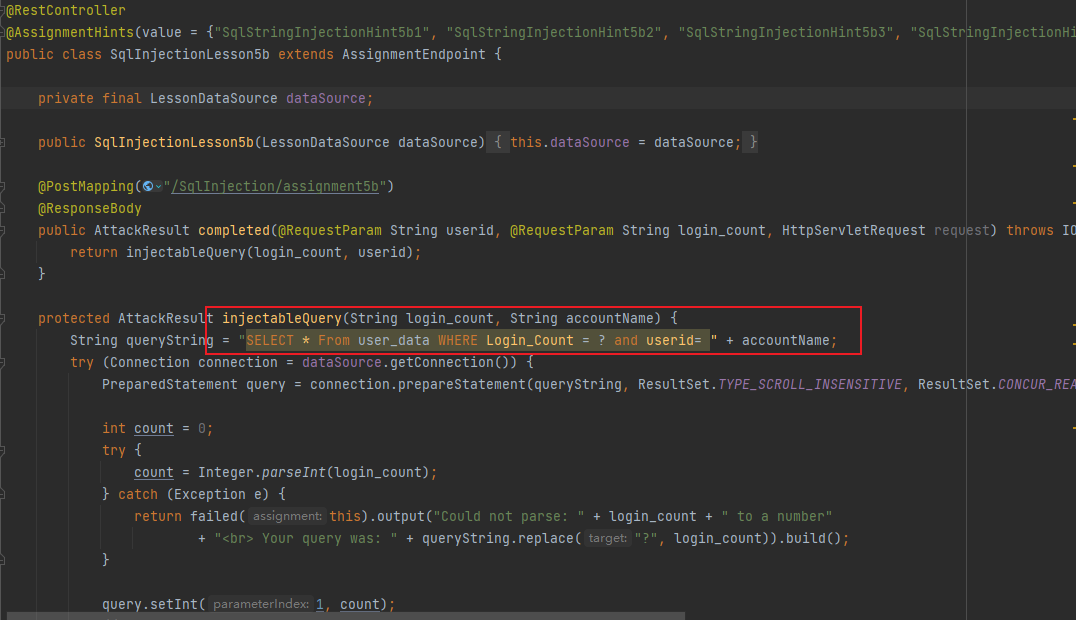 @RestController
@AssignmentHints(value = {"SqlStringInjectionHint5b1", "SqlStringInjectionHint5b2", "SqlStringInjectionHint5b3", "SqlStringInjectionHi
public class SqlInjectionLesson5b extends AssignmentEndpoint {
private final LessonDataSource dataSource;
public SqlInjectionLesson5b(LessonDataSource dataSource) { this.dataSource = dataSource; }
@PostMapping("/SqlInjection/assignment5b")
@ResponseBody
public AttackResult completed(@RequestParam String userid, @RequestParam String login_count, HttpServletRequest request) throws IO
return injectableQuery(login_count, userid);
}
protected AttackResult injectableQuery(String login_count, String accountName) {
String queryString = "SELECT * From user_data WHERE Login_Count = ? and userid= " + accountName;
try (Connection connection = dataSource.getConnection()) {
PreparedStatement query = connection.prepareStatement(queryString, ResultSet.TYPE_SCROLL_INSENSITIVE, ResultSet.CONCUR_REA
int count = 0;
try {
count = Integer.parseInt(login_count);
} catch (Exception e) {
return failed( assignment: this).output("Could not parse: " + login_count + " to a number"
+ "<br> Your query was: " + queryString.replace( target: "?", login_count)).build();
}
query.setInt( parameterIndex: 1, count);